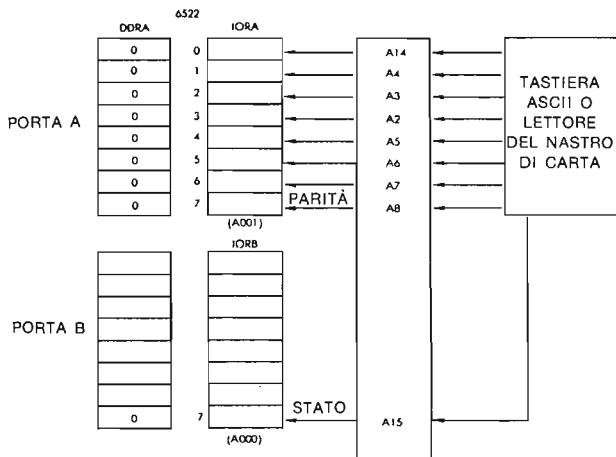 6522
DDRA IORA
0 0 A14
0 1 A4
0 2 A3
0 3 A2
0 4 A5
0 5 A6
0 6 A7
0 7 PARITÀ A8
(A001)
PORTA A
TASTIERA
ASCII O
LETTORE
DEL NASTRO
DI CARTA
IORB
PORTA B
0 7 STATO A15
(A000)